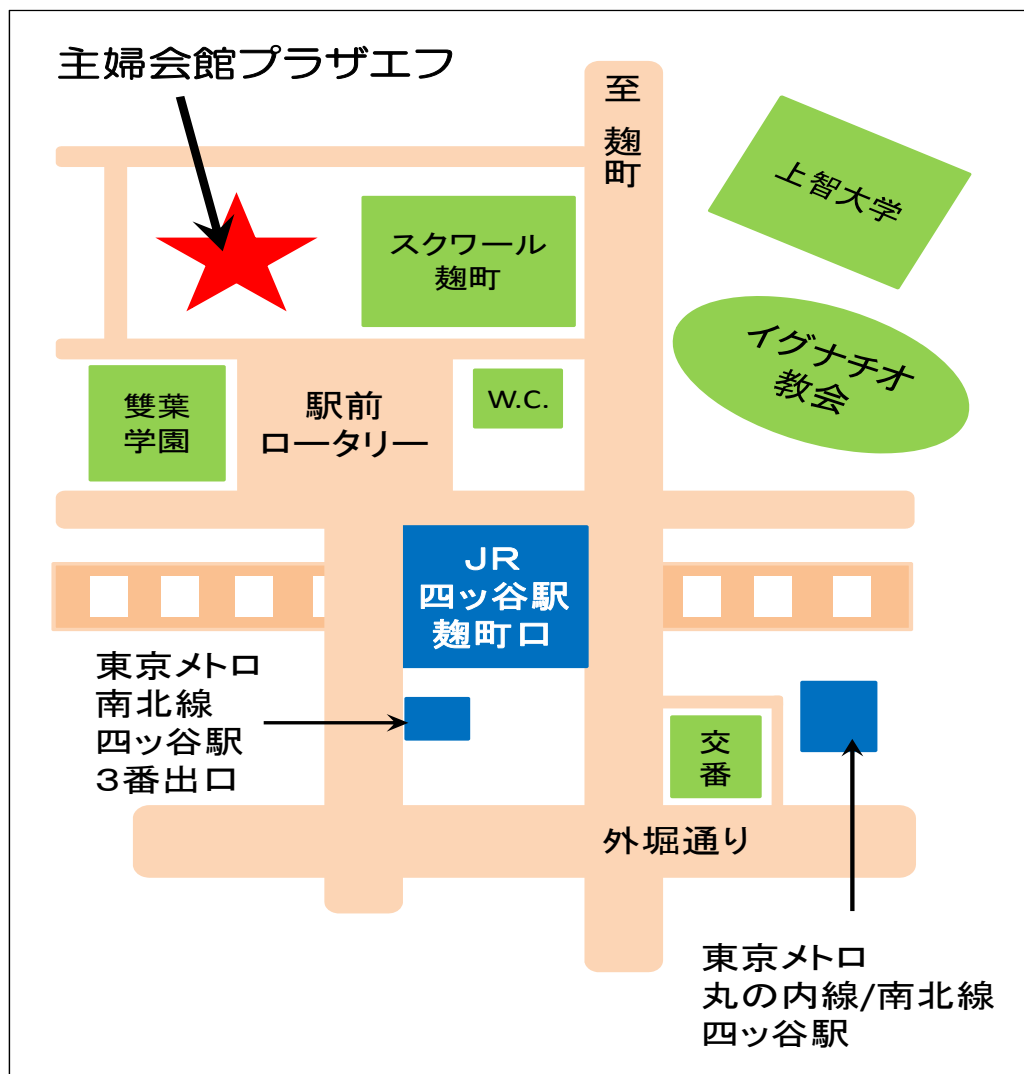 主婦会館プラザエフ
至
麹
町
上智大学
スクワール
麹町
イグナチオ
教会
雙葉
学園
駅前
ロータリー
W.C.
JR
四ッ谷駅
麹町口
東京メトロ
南北線
四ッ谷駅
3番出口
交
番
外堀通り
東京メトロ
丸の内線/南北線
四ッ谷駅